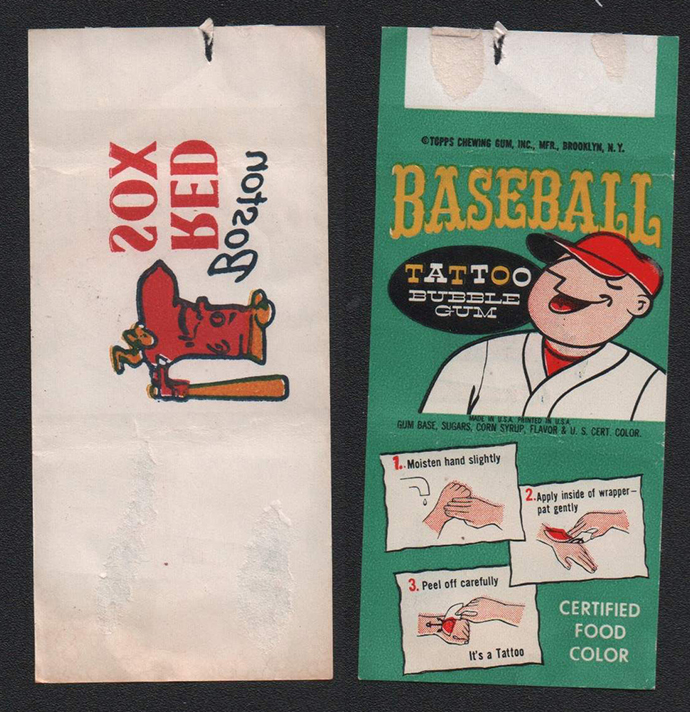 Boston
RED
SOX
©TOPPS CHEWING GUM, INC., MFR., BROOKLYN, N. Y.
BASEBALL
TATTOO
BUBBLE
GUM
MADE IN U.S.A. PRINTED IN U.S.A.
GUM BASE, SUGARS, CORN SYRUP, FLAVOR & U. S. CERT. COLOR.
1. Moisten hand slightly
2. Apply inside of wrapper—
pat gently
3. Peel off carefully
It's a Tattoo
CERTIFIED
FOOD
COLOR